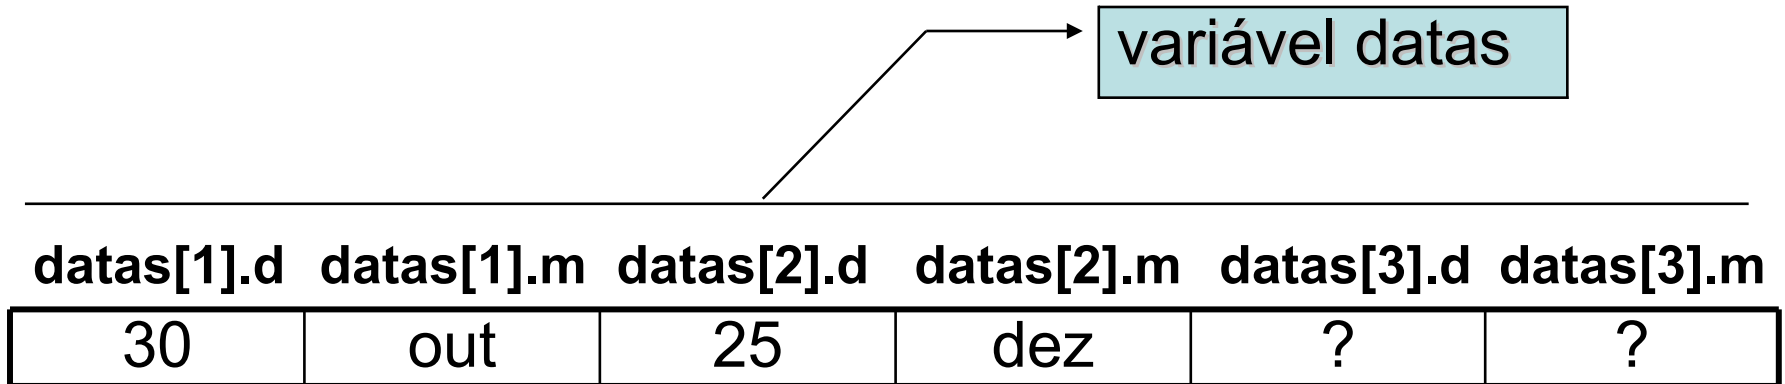 variável datas
datas[1].d datas[1].m datas[2].d datas[2].m datas[3].d datas[3].m
30 out 25 dez ? ?